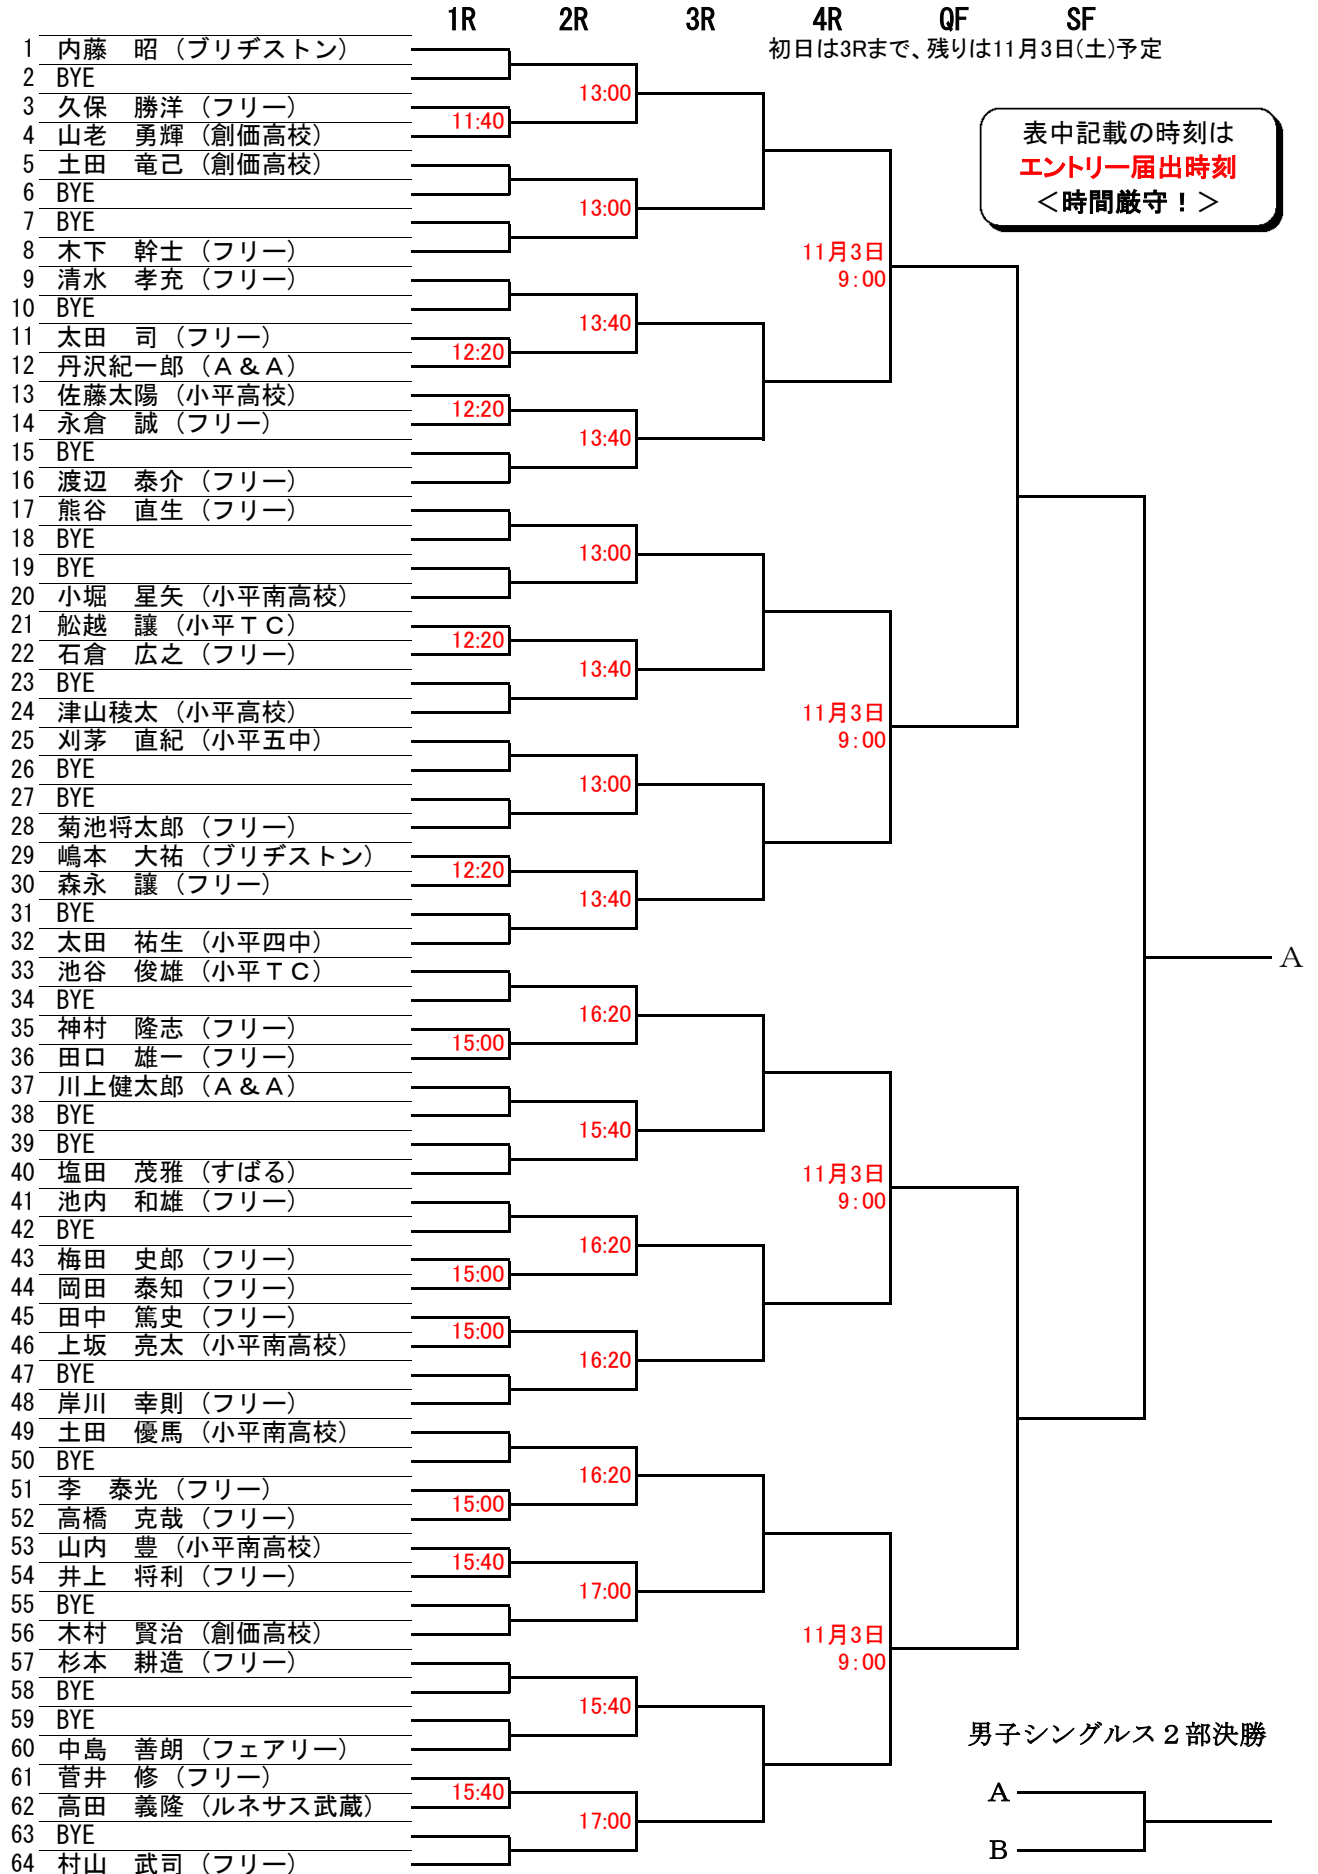 1R 2R 3R 4R QF SF
初日は3Rまで、残りは11月3日(土)予定
1 内藤　昭（ブリヂストン）
2 BYE
13:00
3 久保　勝洋（フリー）
11:40
4 山老　勇輝（創価高校）
表中記載の時刻は
エントリー届出時刻
＜時間厳守！＞
5 土田　竜己（創価高校）
6 BYE
13:00
7 BYE
8 木下　幹士（フリー）
11月3日
9:00
9 清水　孝充（フリー）
10 BYE
13:40
11 太田　司（フリー）
12:20
12 丹沢紀一郎（Ａ＆Ａ）
13 佐藤太陽（小平高校）
12:20
14 永倉　誠（フリー）
13:40
15 BYE
16 渡辺　泰介（フリー）
17 熊谷　直生（フリー）
18 BYE
13:00
19 BYE
20 小堀　星矢（小平南高校）
21 舩越　譲（小平ＴＣ）
12:20
22 石倉　広之（フリー）
13:40
23 BYE
24 津山稜太（小平高校）
11月3日
9:00
25 刈茅　直紀（小平五中）
26 BYE
13:00
27 BYE
28 菊池将太郎（フリー）
29 嶋本　大祐（ブリヂストン）
12:20
30 森永　譲（フリー）
13:40
31 BYE
32 太田　祐生（小平四中）
A
33 池谷　俊雄（小平ＴＣ）
34 BYE
16:20
35 神村　隆志（フリー）
15:00
36 田口　雄一（フリー）
37 川上健太郎（Ａ＆Ａ）
38 BYE
15:40
39 BYE
40 塩田　茂雅（すばる）
11月3日
9:00
41 池内　和雄（フリー）
42 BYE
16:20
43 梅田　史郎（フリー）
15:00
44 岡田　泰知（フリー）
45 田中　篤史（フリー）
15:00
46 上坂　亮太（小平南高校）
16:20
47 BYE
48 岸川　幸則（フリー）
49 土田　優馬（小平南高校）
50 BYE
16:20
51 李　泰光（フリー）
15:00
52 高橋　克哉（フリー）
53 山内　豊（小平南高校）
15:40
54 井上　将利（フリー）
17:00
55 BYE
56 木村　賢治（創価高校）
11月3日
9:00
57 杉本　耕造（フリー）
58 BYE
15:40
59 BYE
60 中島　善朗（フェアリー）
男子シングルス２部決勝
61 菅井　修（フリー）
15:40
62 高田　義隆（ルネサス武蔵）
A
17:00
63 BYE
B
64 村山　武司（フリー）